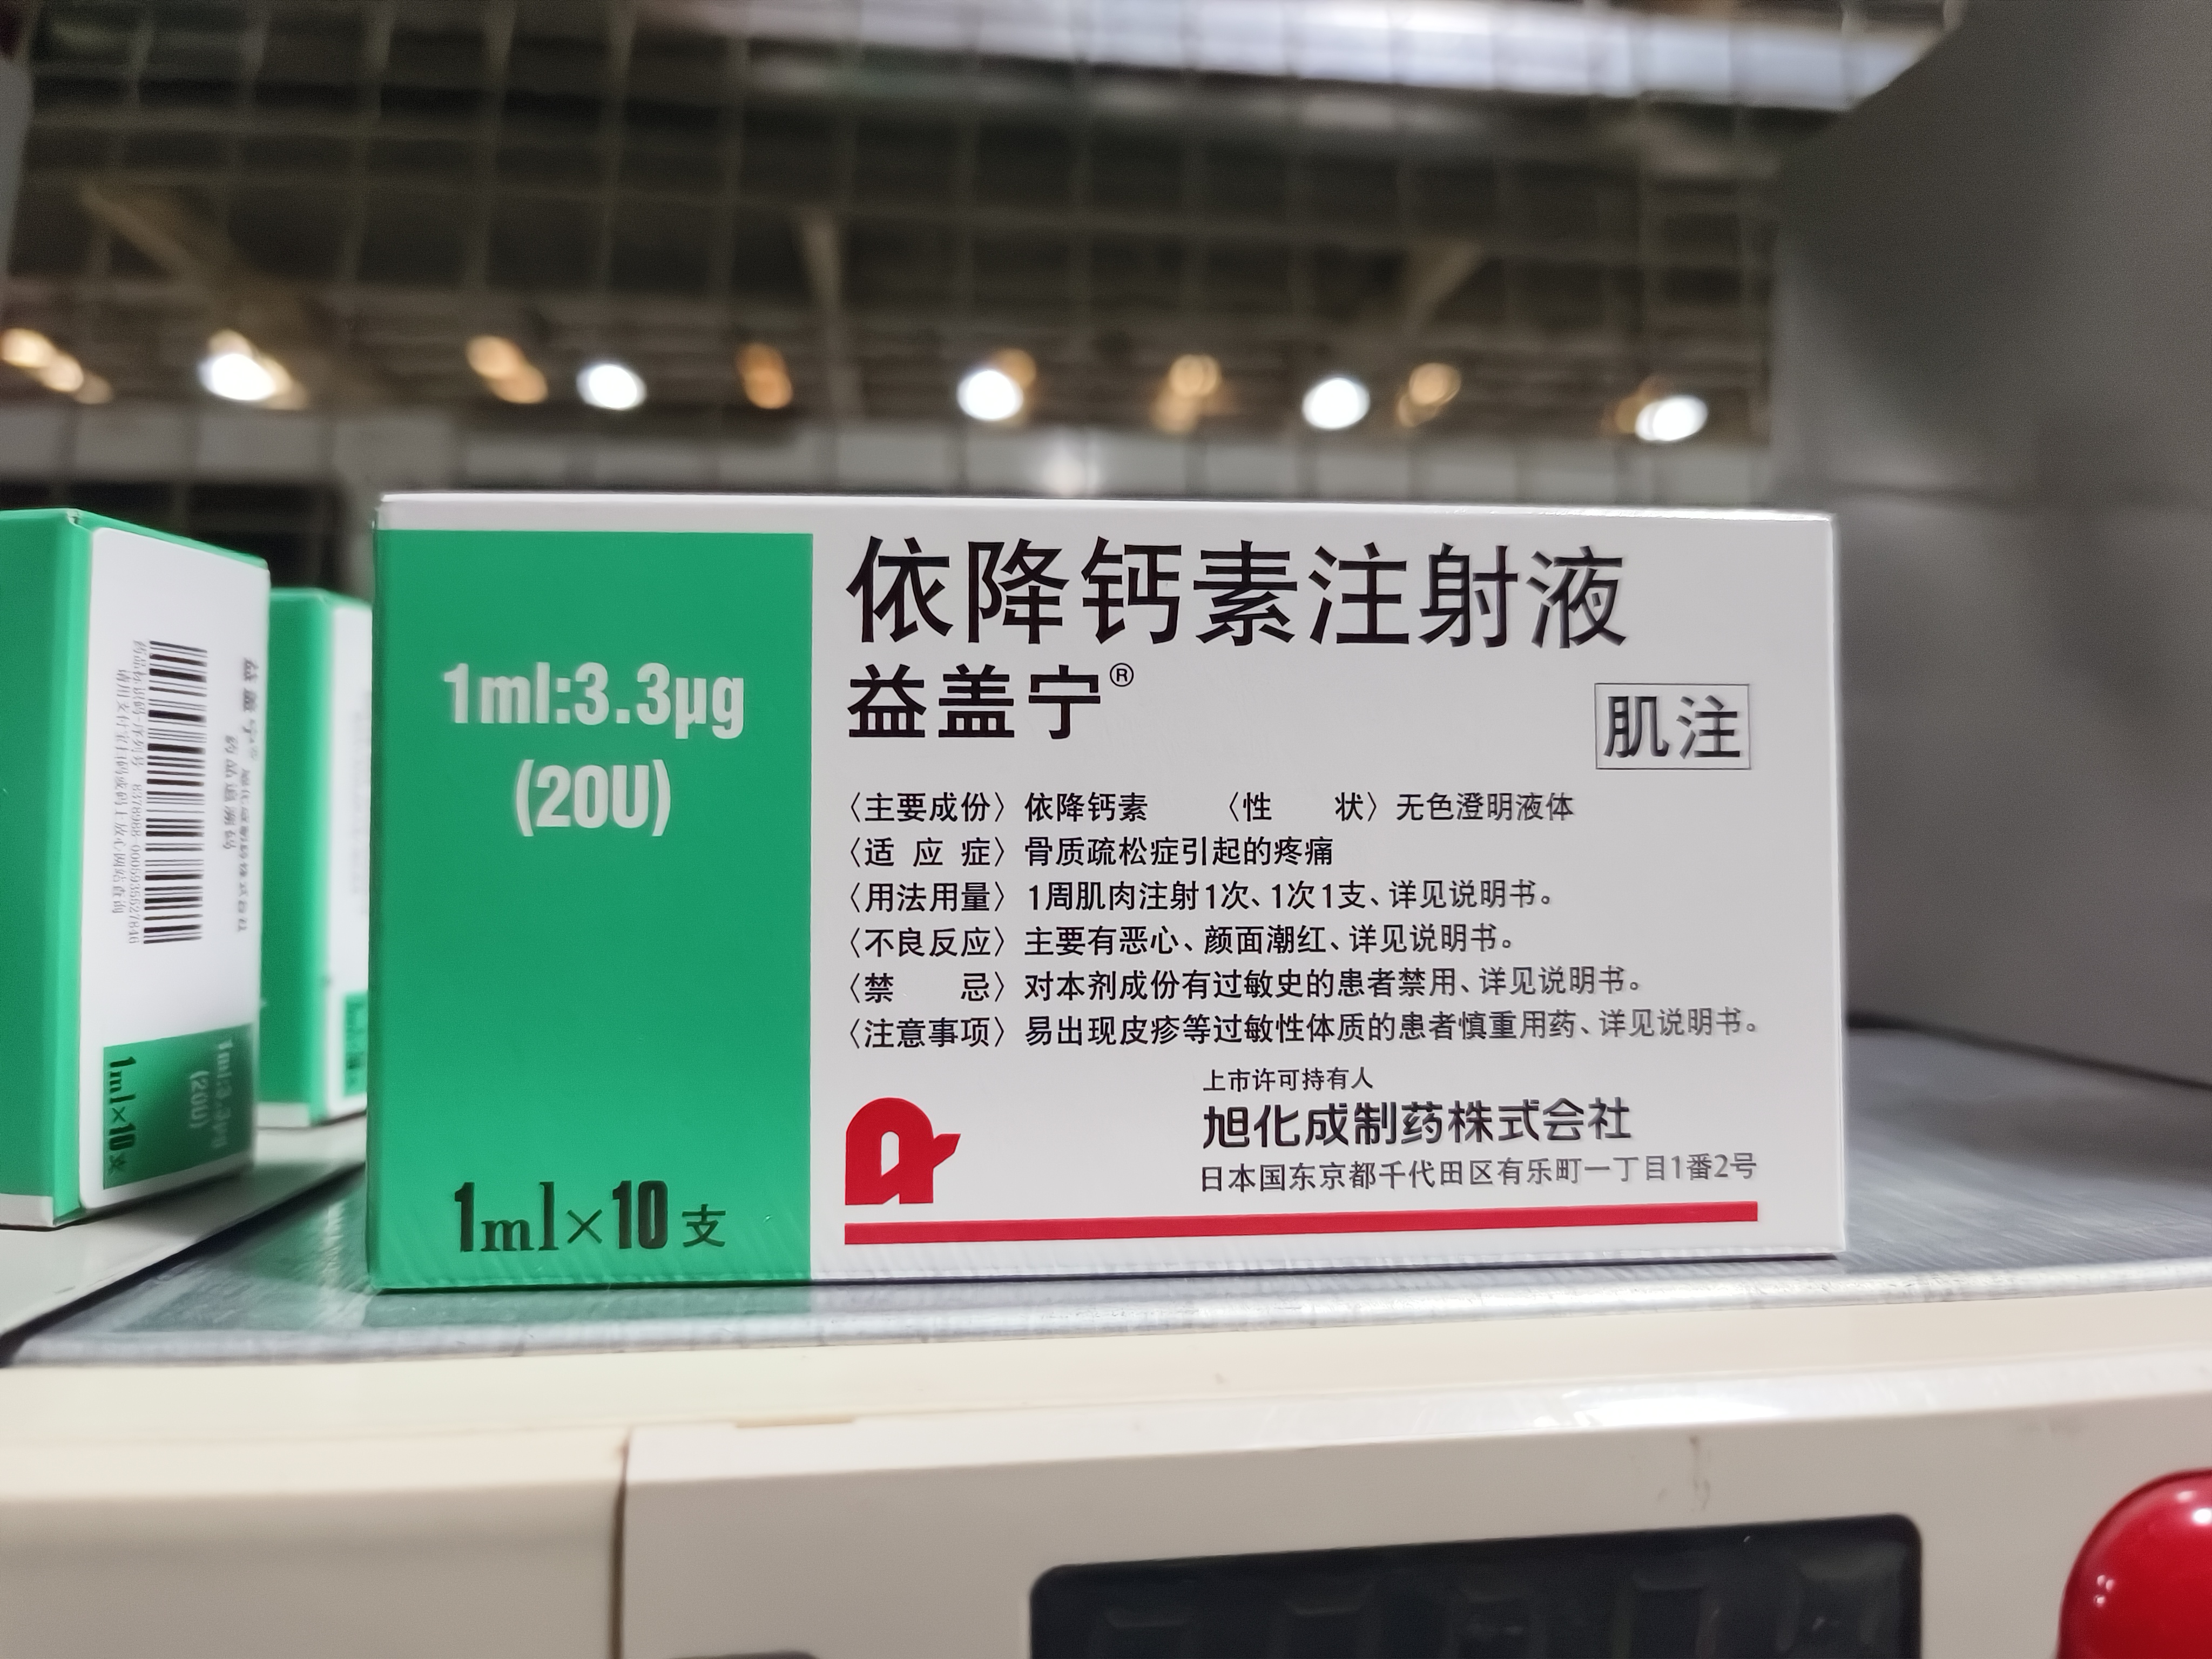 依降钙素注射液
益盖宁®
肌注
1ml:3.3µg
(20U)
〈主要成份〉依降钙素 〈性 状〉无色澄明液体
〈适 应 症〉骨质疏松症引起的疼痛
〈用法用量〉1周肌肉注射1次、1次1支、详见说明书。
〈不良反应〉主要有恶心、颜面潮红、详见说明书。
〈禁 忌〉对本剂成份有过敏史的患者禁用、详见说明书。
〈注意事项〉易出现皮疹等过敏性体质的患者慎重用药、详见说明书。
上市许可持有人
旭化成制药株式会社
日本国东京都千代田区有乐町一丁目1番2号
1ml×10支
益盖宁
药品追溯码
1ml:3.3µg
(20U)
1ml×10支